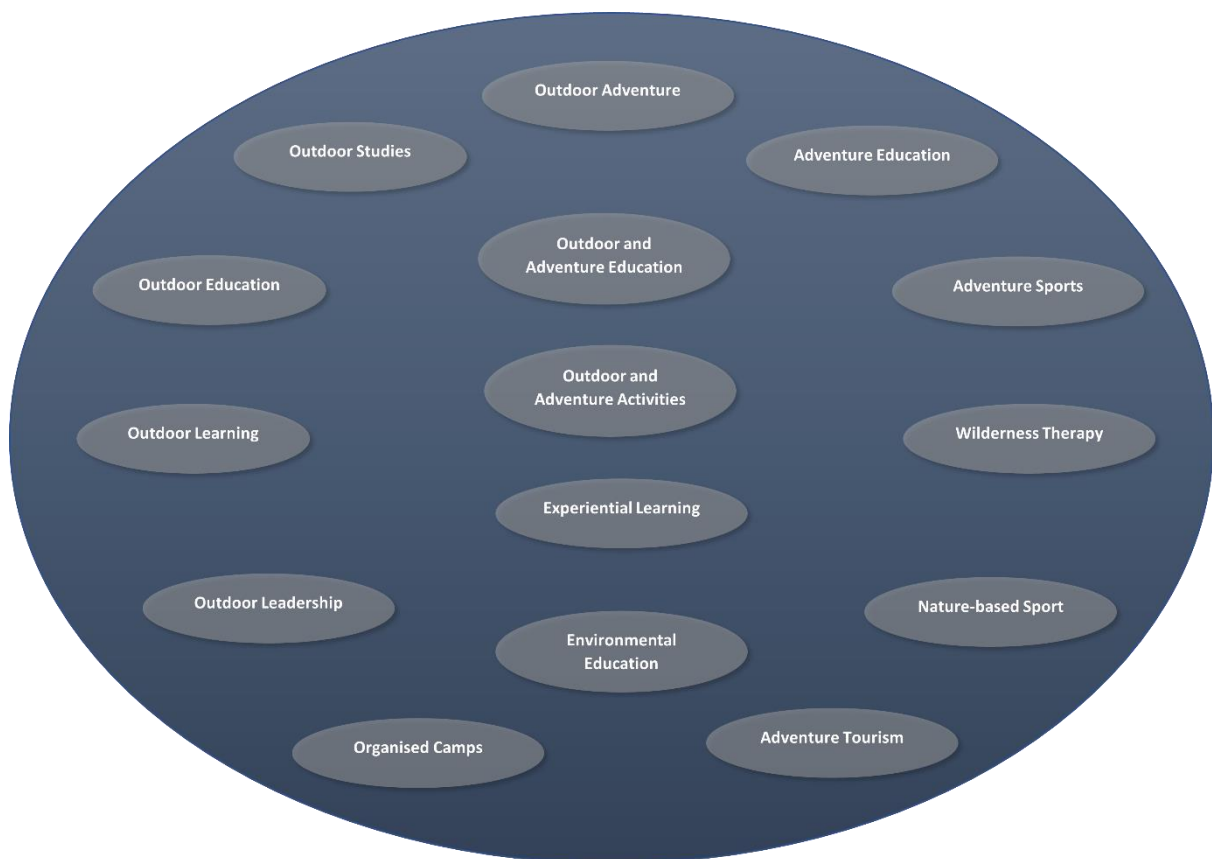 Outdoor Adventure
Outdoor Studies
Adventure Education
Outdoor and
Adventure Education
Outdoor Education
Adventure Sports
Outdoor and
Adventure Activities
Outdoor Learning
Wilderness Therapy
Experiential Learning
Outdoor Leadership
Nature-based Sport
Environmental
Education
Organised Camps
Adventure Tourism